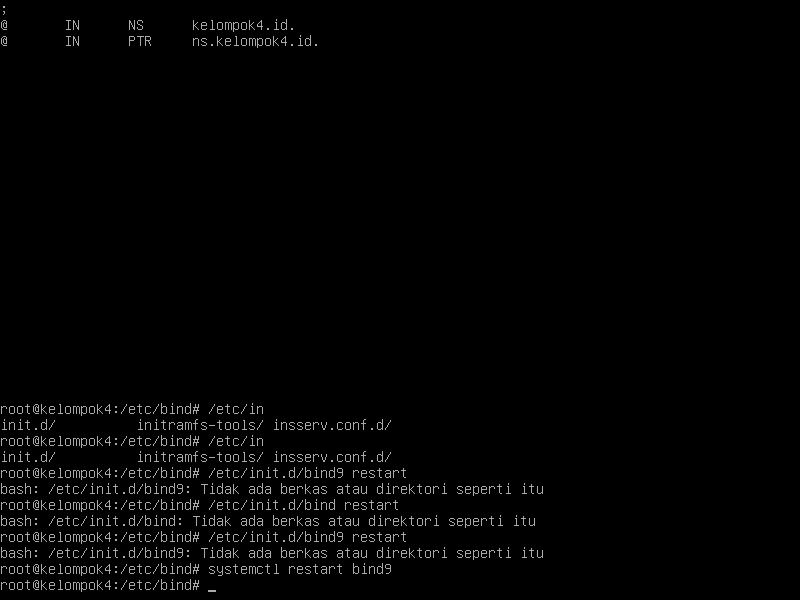 ;
@       IN      NS      kelompok4.id.
@       IN      PTR     ns.kelompok4.id.
root@kelompok4:/etc/bind# /etc/in
init.d/          initramfs-tools/ insserv.conf.d/
root@kelompok4:/etc/bind# /etc/in
init.d/          initramfs-tools/ insserv.conf.d/
root@kelompok4:/etc/bind# /etc/init.d/bind9 restart
bash: /etc/init.d/bind9: Tidak ada berkas atau direktori seperti itu
root@kelompok4:/etc/bind# /etc/init.d/bind restart
bash: /etc/init.d/bind: Tidak ada berkas atau direktori seperti itu
root@kelompok4:/etc/bind# /etc/init.d/bind9 restart
bash: /etc/init.d/bind9: Tidak ada berkas atau direktori seperti itu
root@kelompok4:/etc/bind# systemctl restart bind9
root@kelompok4:/etc/bind# _